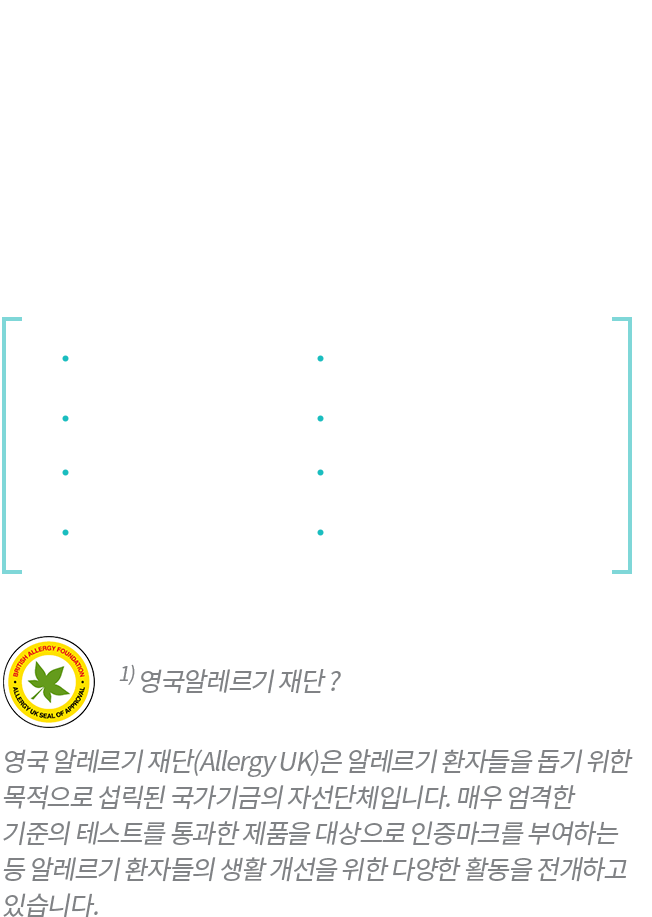 BRITISH ALLERGY FOUNDATION
ALLERGY UK SEAL OF APPROVAL
1) 영국알레르기 재단 ?
영국 알레르기 재단(Allergy UK)은 알레르기 환자들을 돕기 위한
목적으로 섭릭된 국가기금의 자선단체입니다. 매우 엄격한
기준의 테스트를 통과한 제품을 대상으로 인증마크를 부여하는
등 알레르기 환자들의 생활 개선을 위한 다양한 활동을 전개하고
있습니다.